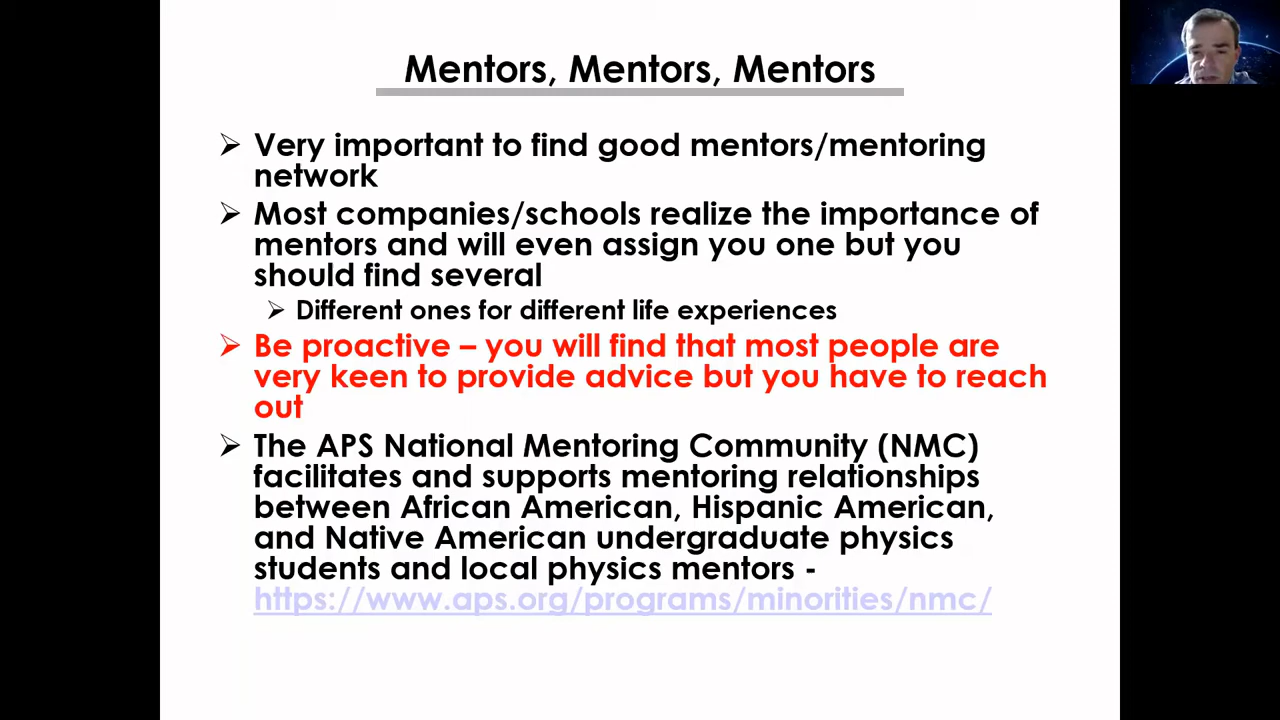 Mentors, Mentors, Mentors
Very important to find good mentors/mentoring
network
Most companies/schools realize the importance of
mentors and will even assign you one but you
should find several
Different ones for different life experiences
Be proactive – you will find that most people are
very keen to provide advice but you have to reach
out
The APS National Mentoring Community (NMC)
facilitates and supports mentoring relationships
between African American, Hispanic American,
and Native American undergraduate physics
students and local physics mentors -
https://www.aps.org/programs/minorities/nmc/